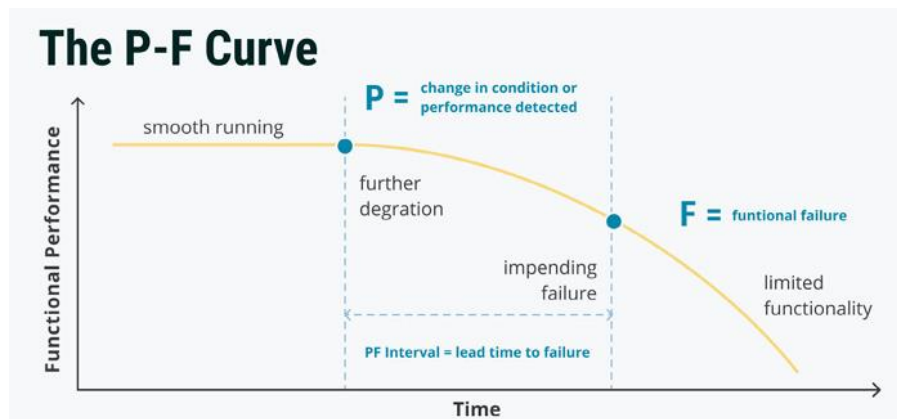 The P-F Curve
P = change in condition or
performance detected
smooth running
further
degration
F = funtional failure
impending
failure
limited
functionality
PF Interval = lead time to failure
Functional Performance
Time